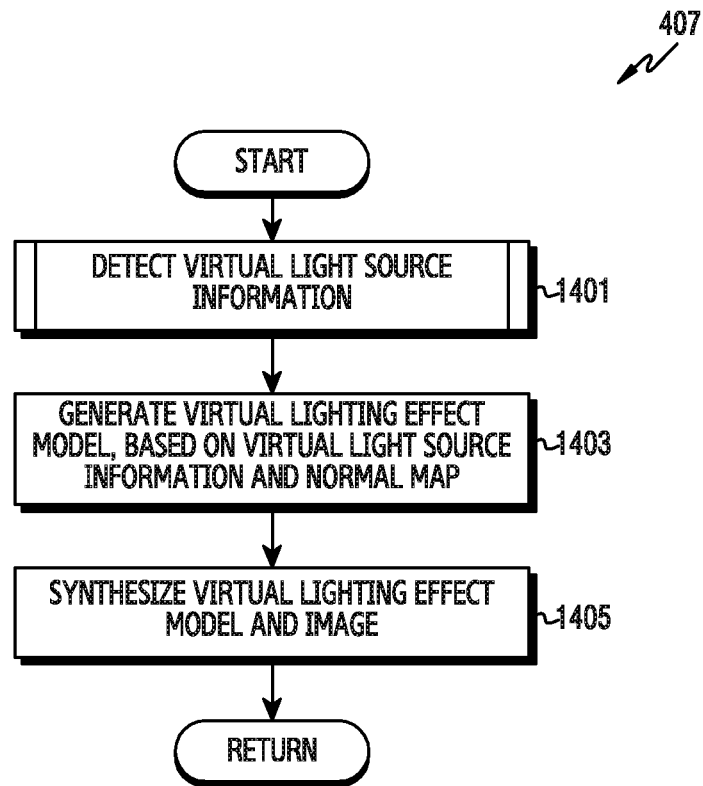 407
START
DETECT VIRTUAL LIGHT SOURCE
INFORMATION
1401
GENERATE VIRTUAL LIGHTING EFFECT
MODEL, BASED ON VIRTUAL LIGHT SOURCE
INFORMATION AND NORMAL MAP
1403
SYNTHESIZE VIRTUAL LIGHTING EFFECT
MODEL AND IMAGE
1405
RETURN